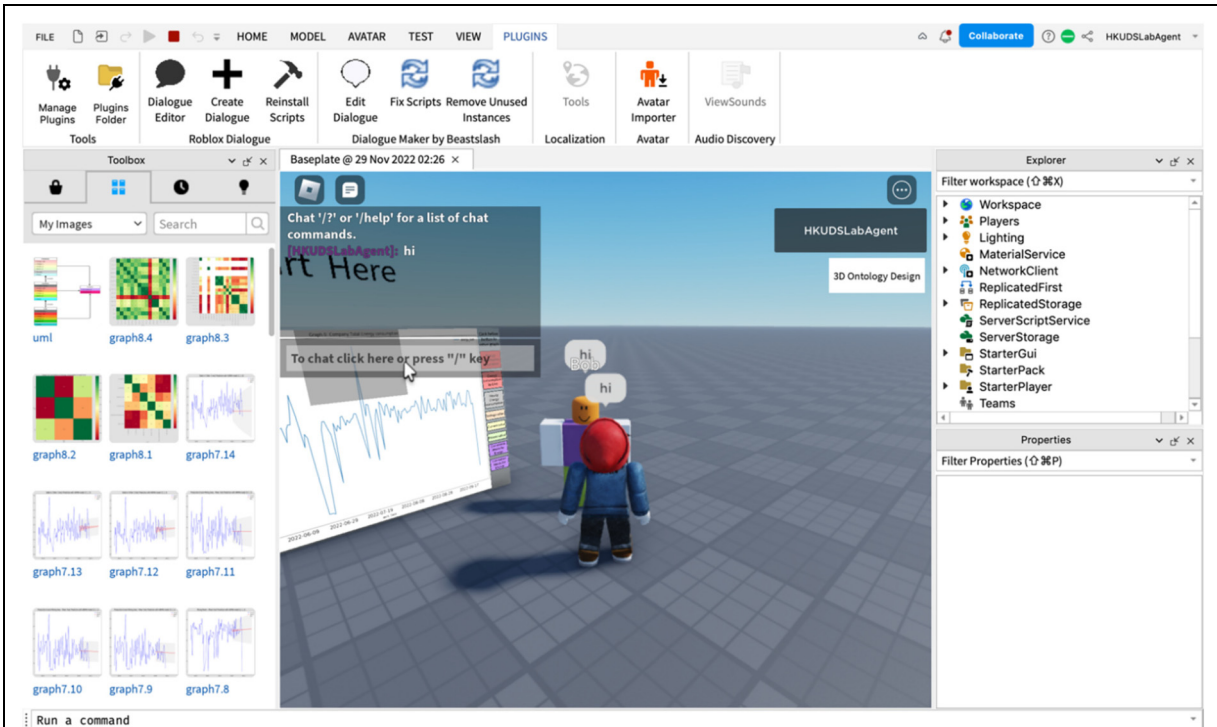 FILE HOME MODEL AVATAR TEST VIEW PLUGINS Collaborate HKUDSLabAgent
Manage Plugins
Plugins Folder
Dialogue Editor
Create Dialogue
Reinstall Scripts
Edit Dialogue
Fix Scripts
Remove Unused Instances
Tools
Avatar Importer
ViewSounds
Tools
Roblox Dialogue
Dialogue Maker by Beastslash
Localization
Avatar
Audio Discovery
Toolbox
My Images
Search
uml
graph8.4
graph8.3
graph8.2
graph8.1
graph7.14
graph7.13
graph7.12
graph7.11
graph7.10
graph7.9
graph7.8
Baseplate @ 29 Nov 2022 02:26
Chat '/?' or '/help' for a list of chat
commands.
[HKUDSLabAgent]: hi
rt Here
To chat click here or press "/" key
hi
Bob
hi
HKUDSLabAgent
3D Ontology Design
Explorer
Filter workspace (⇧⌘X)
Workspace
Players
Lighting
MaterialService
NetworkClient
ReplicatedFirst
ReplicatedStorage
ServerScriptService
ServerStorage
StarterGui
StarterPack
StarterPlayer
Teams
Properties
Filter Properties (⇧⌘P)
Run a command